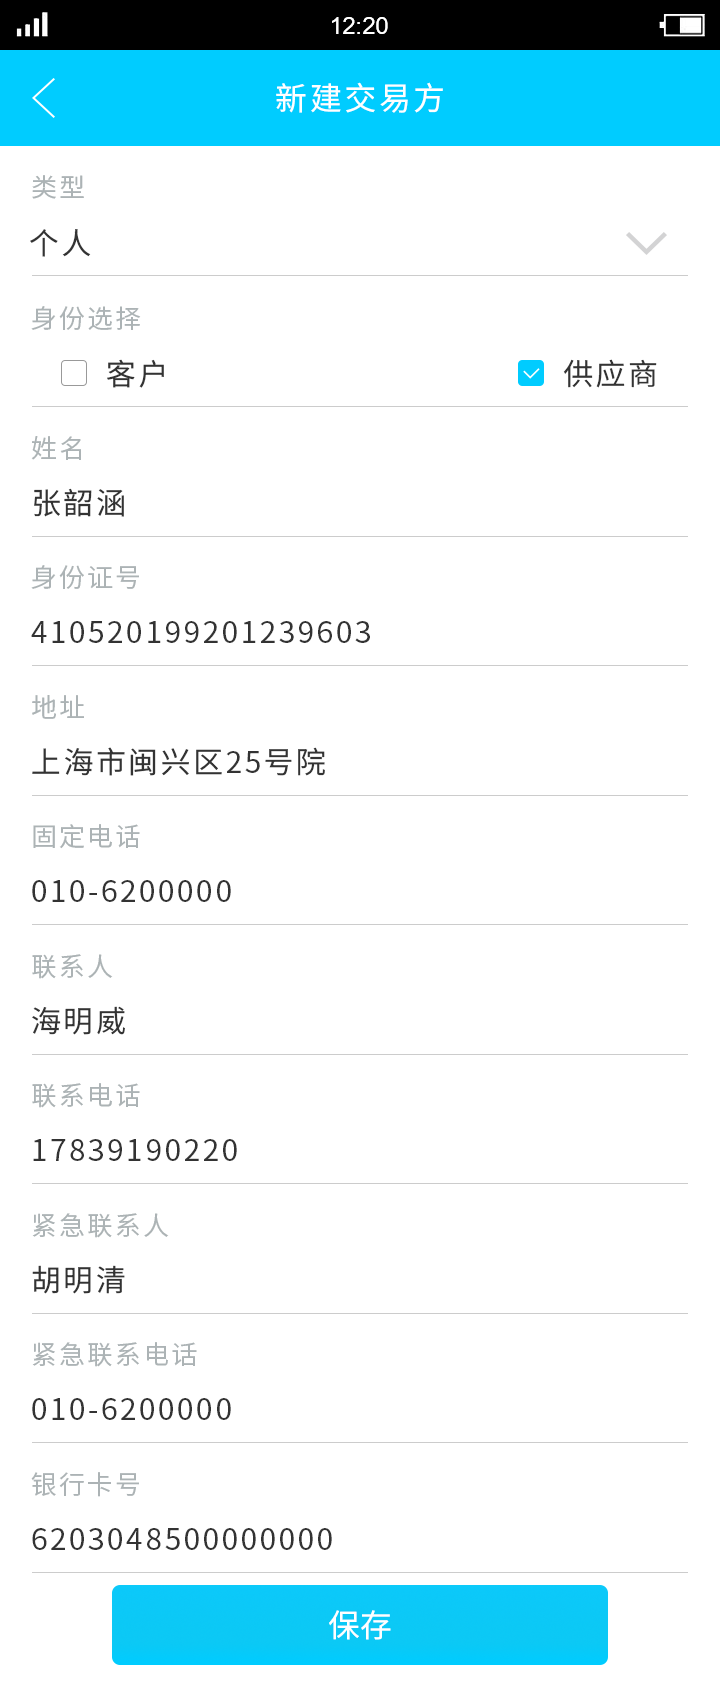 12:20
新建交易方
类型
个人
身份选择
客户 供应商
姓名
张韶涵
身份证号
410520199201239603
地址
上海市闽兴区25号院
固定电话
010-6200000
联系人
海明威
联系电话
17839190220
紧急联系人
胡明清
紧急联系电话
010-6200000
银行卡号
6203048500000000
保存